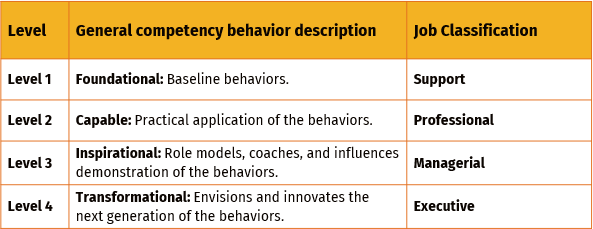 Level General competency behavior description Job Classification
Level 1 Foundational: Baseline behaviors. Support
Level 2 Capable: Practical application of the behaviors. Professional
Level 3 Inspirational: Role models, coaches, and influences Managerial
demonstration of the behaviors.
Level 4 Transformational: Envisions and innovates the Executive
next generation of the behaviors.